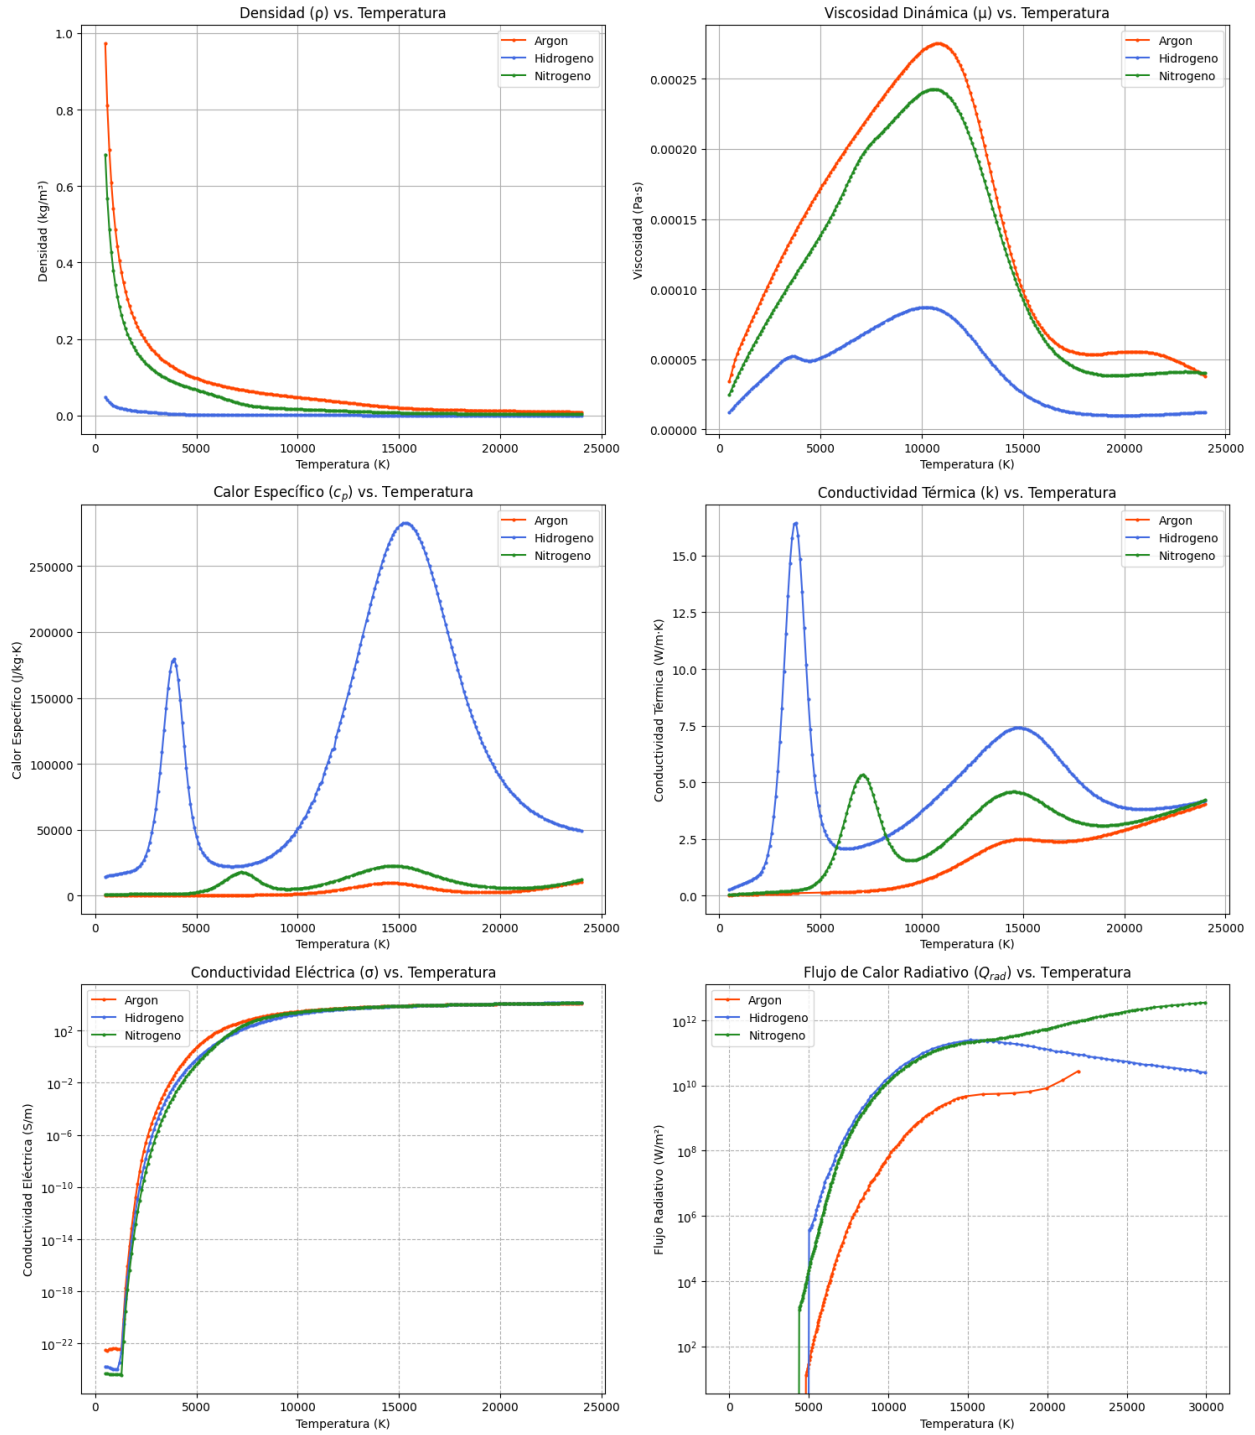 Densidad (ρ) vs. Temperatura
Densidad (kg/m³)
1.0
0.8
0.6
0.4
0.2
0.0
0 5000 10000 15000 20000 25000
Temperatura (K)
Argon
Hidrogeno
Nitrogeno
Viscosidad Dinámica (μ) vs. Temperatura
Viscosidad (Pa·s)
0.00025
0.00020
0.00015
0.00010
0.00005
0.00000
0 5000 10000 15000 20000 25000
Temperatura (K)
Argon
Hidrogeno
Nitrogeno
Calor Específico (c_p) vs. Temperatura
Calor Específico (J/kg·K)
250000
200000
150000
100000
50000
0
0 5000 10000 15000 20000 25000
Temperatura (K)
Argon
Hidrogeno
Nitrogeno
Conductividad Térmica (k) vs. Temperatura
Conductividad Térmica (W/m·K)
15.0
12.5
10.0
7.5
5.0
2.5
0.0
0 5000 10000 15000 20000 25000
Temperatura (K)
Argon
Hidrogeno
Nitrogeno
Conductividad Eléctrica (σ) vs. Temperatura
Conductividad Eléctrica (S/m)
10²
10⁻²
10⁻⁶
10⁻¹⁰
10⁻¹⁴
10⁻¹⁸
10⁻²²
0 5000 10000 15000 20000 25000
Temperatura (K)
Argon
Hidrogeno
Nitrogeno
Flujo de Calor Radiativo (Q_rad) vs. Temperatura
Flujo Radiativo (W/m²)
10¹²
10¹⁰
10⁸
10⁶
10⁴
10²
0 5000 10000 15000 20000 25000 30000
Temperatura (K)
Argon
Hidrogeno
Nitrogeno